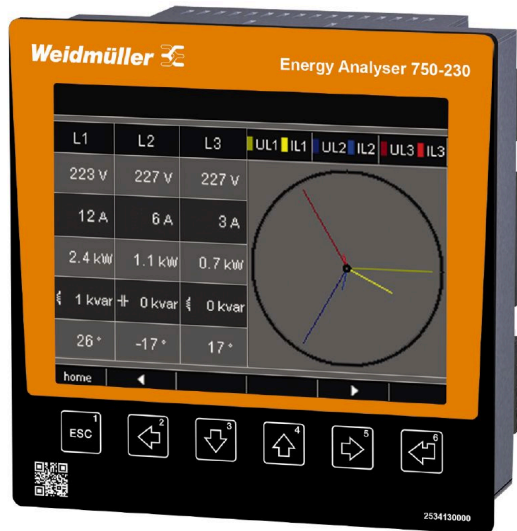 Weidmüller
Energy Analyser 750-230
L1 L2 L3 UL1 IL1 UL2 IL2 UL3 IL3
223 V 227 V 227 V
12 A 6 A 3 A
2.4 kW 1.1 kW 0.7 kW
1 kvar 0 kvar 0 kvar
26 ° -17 ° 17 °
home
ESC 1 2 3 4 5 6
2534130000